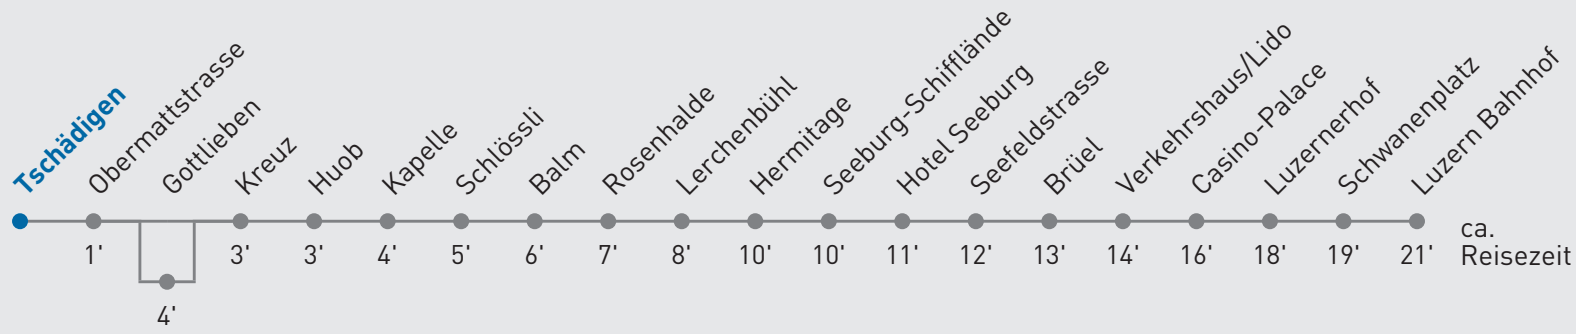 Tschädigen
Obermattstrasse
Gottlieben
Kreuz
Huob
Kapelle
Schlössli
Balm
Rosenhalde
Lerchenbühl
Hermitage
Seeburg-Schifflände
Hotel Seeburg
Seefeldstrasse
Brüel
Verkehrshaus/Lido
Casino-Palace
Luzernerhof
Schwanenplatz
Luzern Bahnhof
1' 3' 3' 4' 5' 6' 7' 8' 10' 10' 11' 12' 13' 14' 16' 18' 19' 21'
4'
ca.
Reisezeit